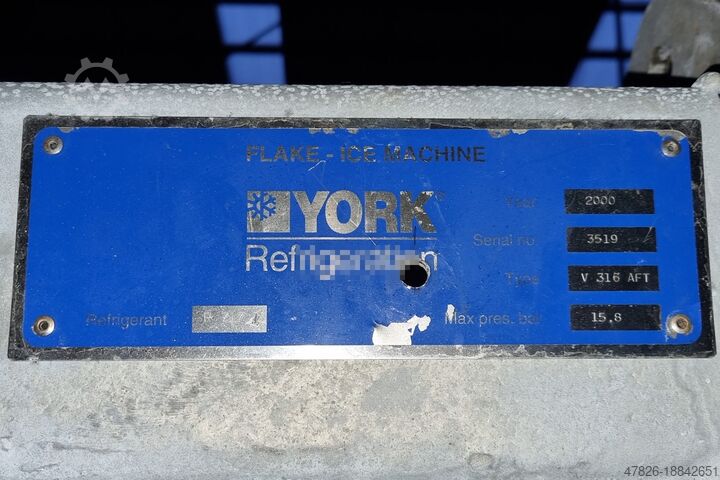 FLAKE - ICE MACHINE
YORK®
Refrigeration
Year 2000
Serial no. 3519
Type V 316 AFT
Refrigerant
Max pres. bar 15.8
47826-18842651